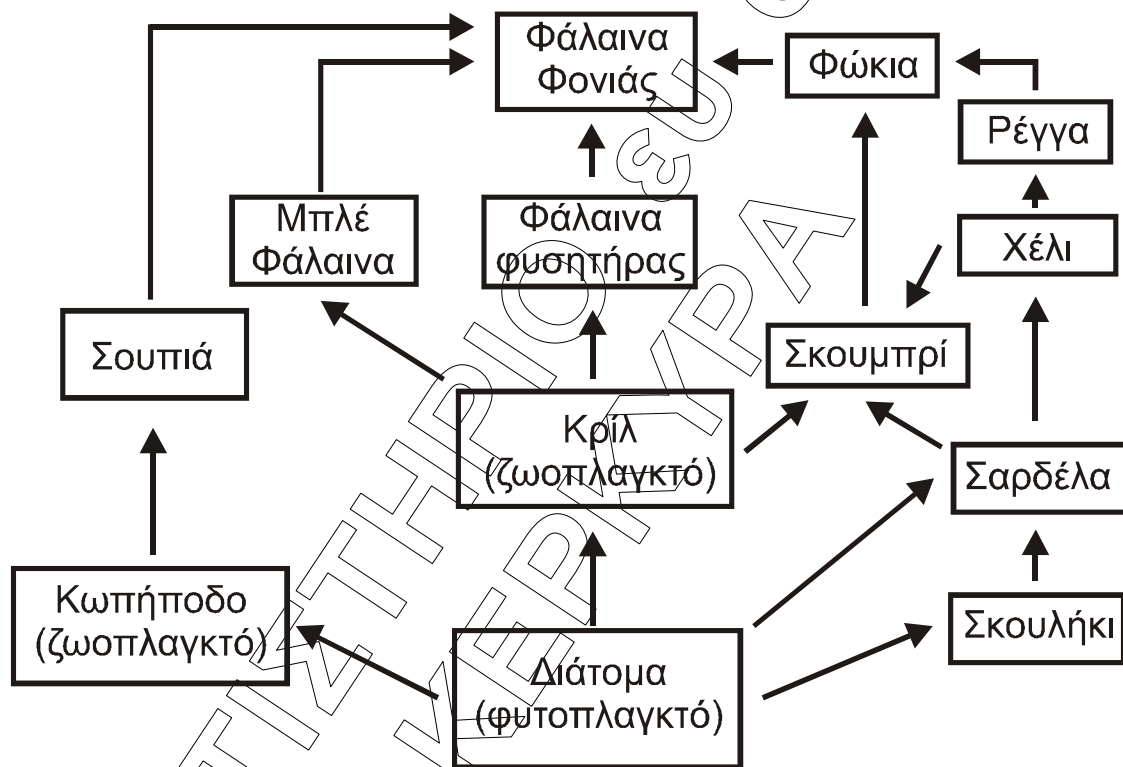 Φάλαινα
Φονιάς
Φώκια
Ρέγγα
Μπλέ
Φάλαινα
Φάλαινα
φυσητήρας
Χέλι
Σουπιά
Σκουμπρί
Κρίλ
(ζωοπλαγκτό)
Σαρδέλα
Κωπήποδο
(ζωοπλαγκτό)
Σκουλήκι
Διάτομα
(φυτοπλαγκτό)
ΚΕΡΚΥΡΑ